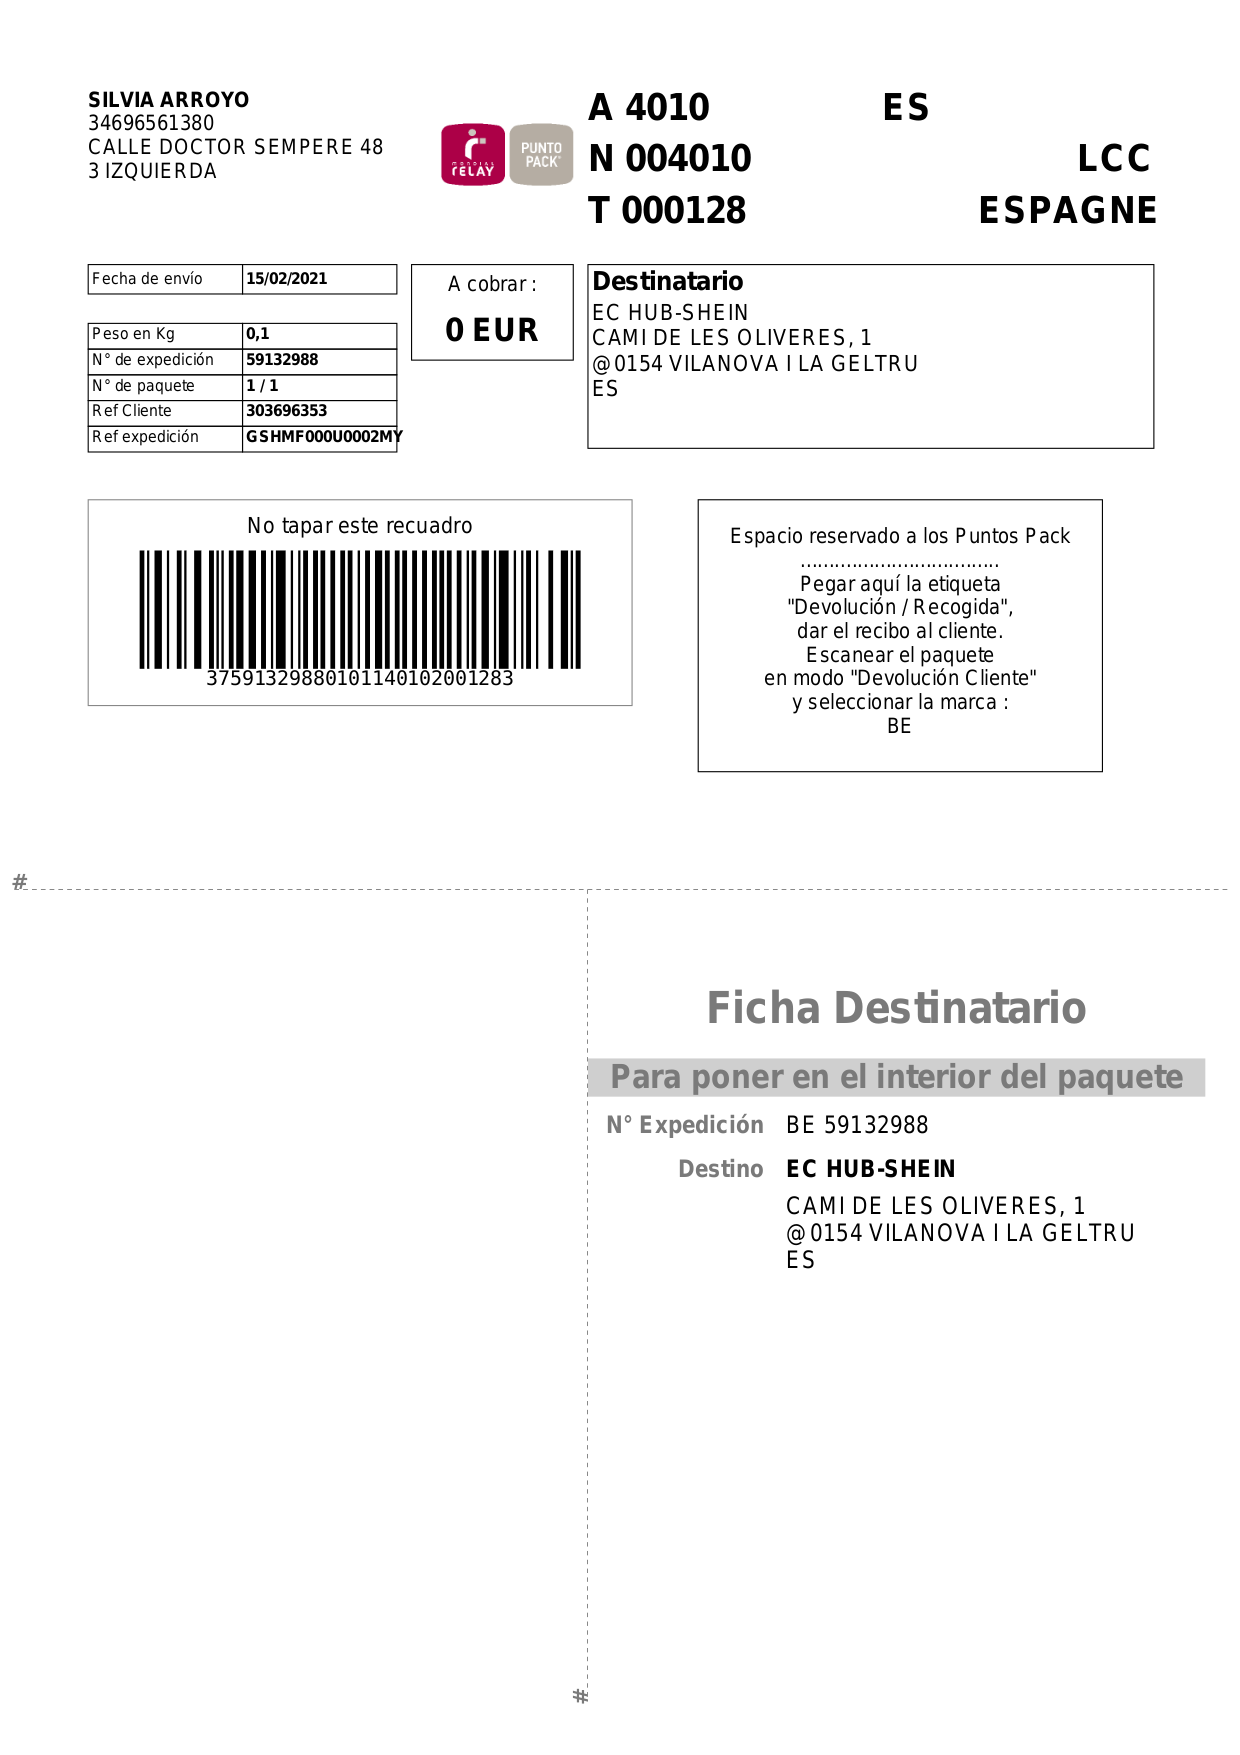 SILVIA ARROYO
34696561380
CALLE DOCTOR SEMPERE 48
3 IZQUIERDA
MONDIAL
rELAY
PUNTO
PACK
A 4010 ES
N 004010 LCC
T 000128 ESPAGNE
Fecha de envío 15/02/2021
Peso en Kg 0,1
N° de expedición 59132988
N° de paquete 1 / 1
Ref Cliente 303696353
Ref expedición GSHMF000U0002MY
A cobrar :
0 EUR
Destinatario
EC HUB-SHEIN
CAMI DE LES OLIVERES, 1
@0154 VILANOVA I LA GELTRU
ES
No tapar este recuadro
375913298801011140102001283
Espacio reservado a los Puntos Pack
..................................
Pegar aquí la etiqueta
"Devolución / Recogida",
dar el recibo al cliente.
Escanear el paquete
en modo "Devolución Cliente"
y seleccionar la marca :
BE
#
Ficha Destinatario
Para poner en el interior del paquete
N° Expedición BE 59132988
Destino EC HUB-SHEIN
CAMI DE LES OLIVERES, 1
@0154 VILANOVA I LA GELTRU
ES
#